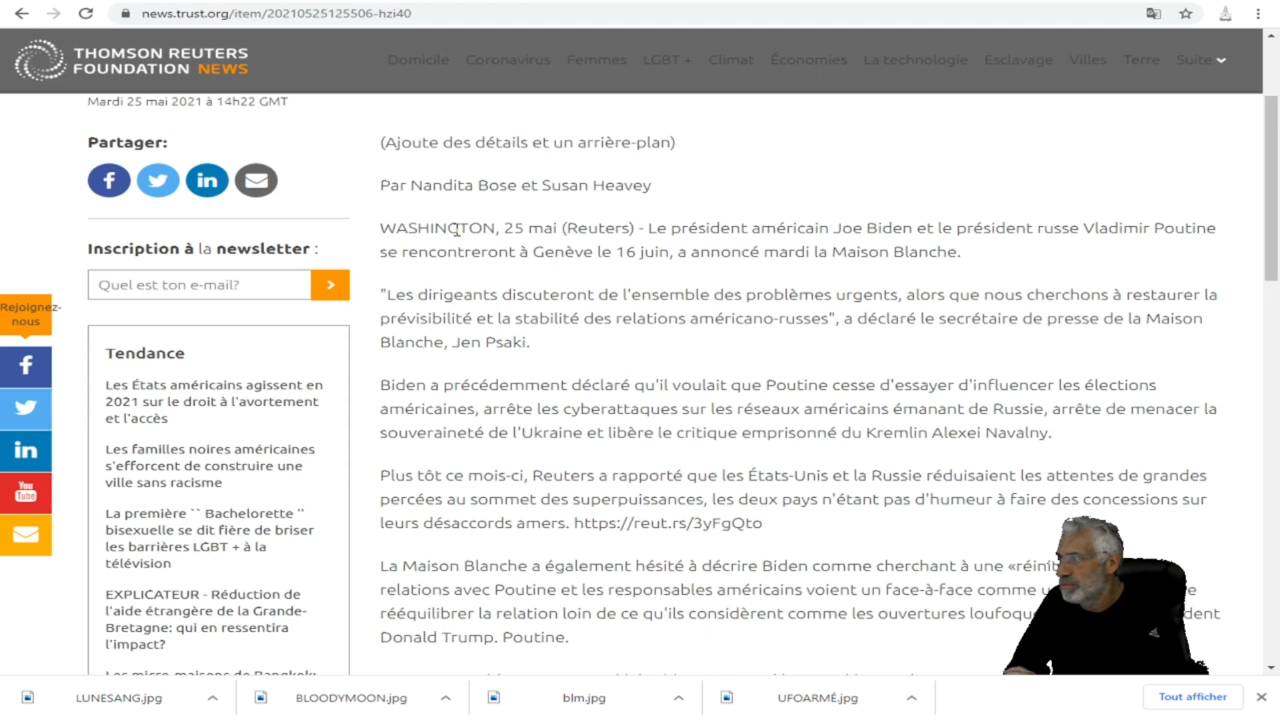 news.trust.org/item/20210525125506-hzi40
THOMSON REUTERS
FOUNDATION NEWS
Domicile Coronavirus Femmes LGBT + Climat Économies La technologie Esclavage Villes Terre Suite
Mardi 25 mai 2021 à 14h22 GMT
Partager:
Inscription à la newsletter :
Quel est ton e-mail?
Rejoignez-
nous
Tendance
Les États américains agissent en
2021 sur le droit à l'avortement
et l'accès
Les familles noires américaines
s'efforcent de construire une
ville sans racisme
La première `` Bachelorette ''
bisexuelle se dit fière de briser
les barrières LGBT + à la
télévision
EXPLICATEUR - Réduction de
l'aide étrangère de la Grande-
Bretagne: qui en ressentira
l'impact?
Les micro-maisons de Bangkok:
(Ajoute des détails et un arrière-plan)
Par Nandita Bose et Susan Heavey
WASHINGTON, 25 mai (Reuters) - Le président américain Joe Biden et le président russe Vladimir Poutine
se rencontreront à Genève le 16 juin, a annoncé mardi la Maison Blanche.
"Les dirigeants discuteront de l'ensemble des problèmes urgents, alors que nous cherchons à restaurer la
prévisibilité et la stabilité des relations américano-russes", a déclaré le secrétaire de presse de la Maison
Blanche, Jen Psaki.
Biden a précédemment déclaré qu'il voulait que Poutine cesse d'essayer d'influencer les élections
américaines, arrête les cyberattaques sur les réseaux américains émanant de Russie, arrête de menacer la
souveraineté de l'Ukraine et libère le critique emprisonné du Kremlin Alexei Navalny.
Plus tôt ce mois-ci, Reuters a rapporté que les États-Unis et la Russie réduisaient les attentes de grandes
percées au sommet des superpuissances, les deux pays n'étant pas d'humeur à faire des concessions sur
leurs désaccords amers. https://reut.rs/3yFgQto
La Maison Blanche a également hésité à décrire Biden comme cherchant à une
relations avec Poutine et les responsables américains voient un face-à-face comme
rééquilibrer la relation loin de ce qu'ils considèrent comme les ouvertures
Donald Trump. Poutine.
LUNESANG.jpg BLOODYMOON.jpg blm.jpg UFOARMÉ.jpg Tout afficher